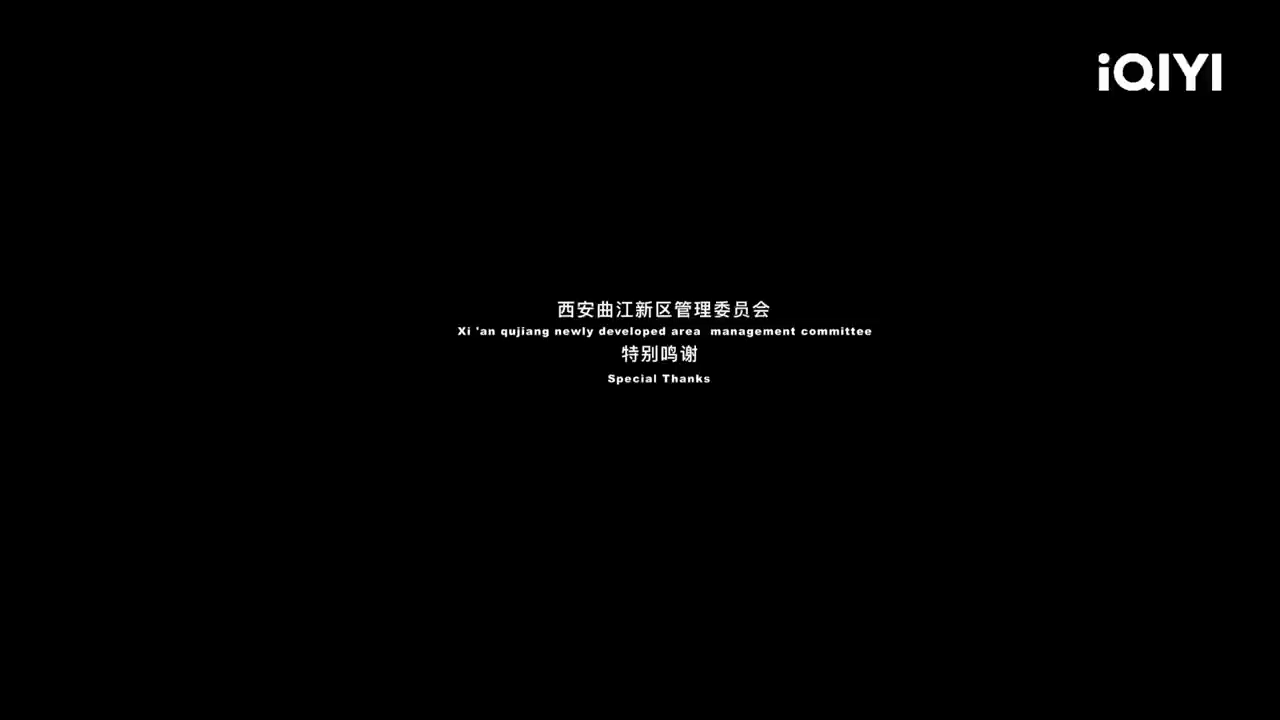 iQIYI
西安曲江新区管理委员会
Xi 'an qujiang newly developed area  management committee
特别鸣谢
Special Thanks